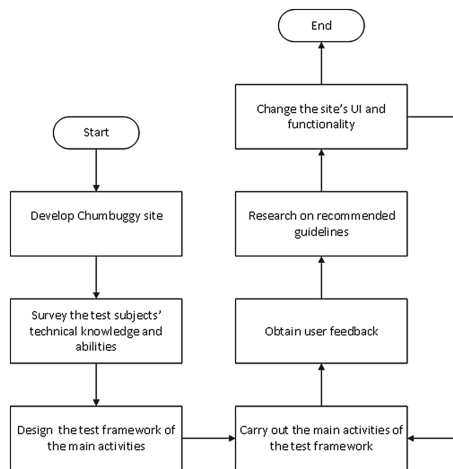 Start
Develop Chumbuggy site
Survey the test subjects'
technical knowledge and
abilities
Design the test framework of
the main activities
Carry out the main activities of
the test framework
Obtain user feedback
Research on recommended
guidelines
Change the site's UI and
functionality
End